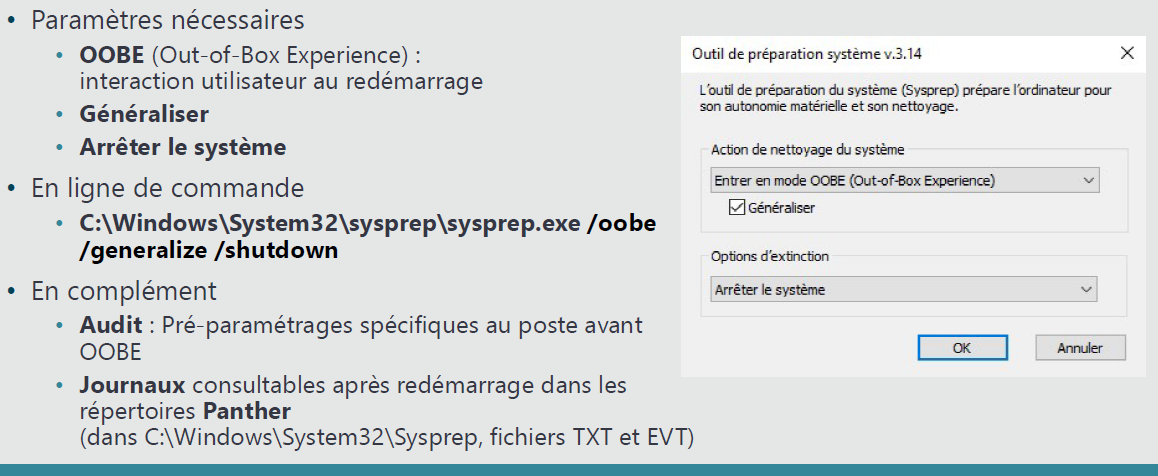 • Paramètres nécessaires
• OOBE (Out-of-Box Experience) :
interaction utilisateur au redémarrage
• Généraliser
• Arrêter le système
• En ligne de commande
• C:\Windows\System32\sysprep\sysprep.exe /oobe
/generalize /shutdown
• En complément
• Audit : Pré-paramétrages spécifiques au poste avant
OOBE
• Journaux consultables après redémarrage dans les
répertoires Panther
(dans C:\Windows\System32\Sysprep, fichiers TXT et EVT)
Outil de préparation système v.3.14
L'outil de préparation du système (Sysprep) prépare l'ordinateur pour
son autonomie matérielle et son nettoyage.
Action de nettoyage du système
Entrer en mode OOBE (Out-of-Box Experience)
Généraliser
Options d'extinction
Arrêter le système
OK
Annuler